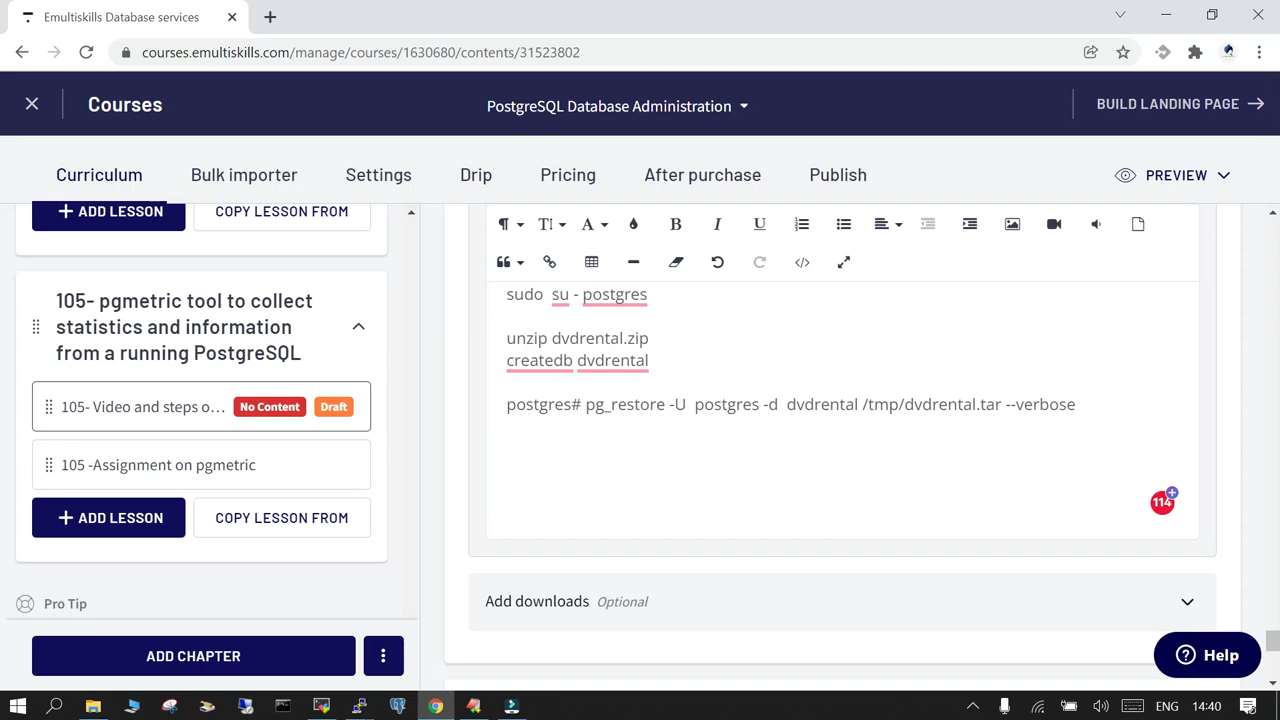 Emultiskills Database services
courses.emultiskills.com/manage/courses/1630680/contents/31523802
Courses
PostgreSQL Database Administration
BUILD LANDING PAGE
Curriculum
Bulk importer
Settings
Drip
Pricing
After purchase
Publish
PREVIEW
ADD LESSON
COPY LESSON FROM
105- pgmetric tool to collect
statistics and information
from a running PostgreSQL
105- Video and steps o...
No Content
Draft
105 -Assignment on pgmetric
ADD LESSON
COPY LESSON FROM
Pro Tip
ADD CHAPTER
sudo su - postgres
unzip dvdrental.zip
createdb dvdrental
postgres# pg_restore -U postgres -d dvdrental /tmp/dvdrental.tar --verbose
114
Add downloads Optional
Help
ENG
14:40